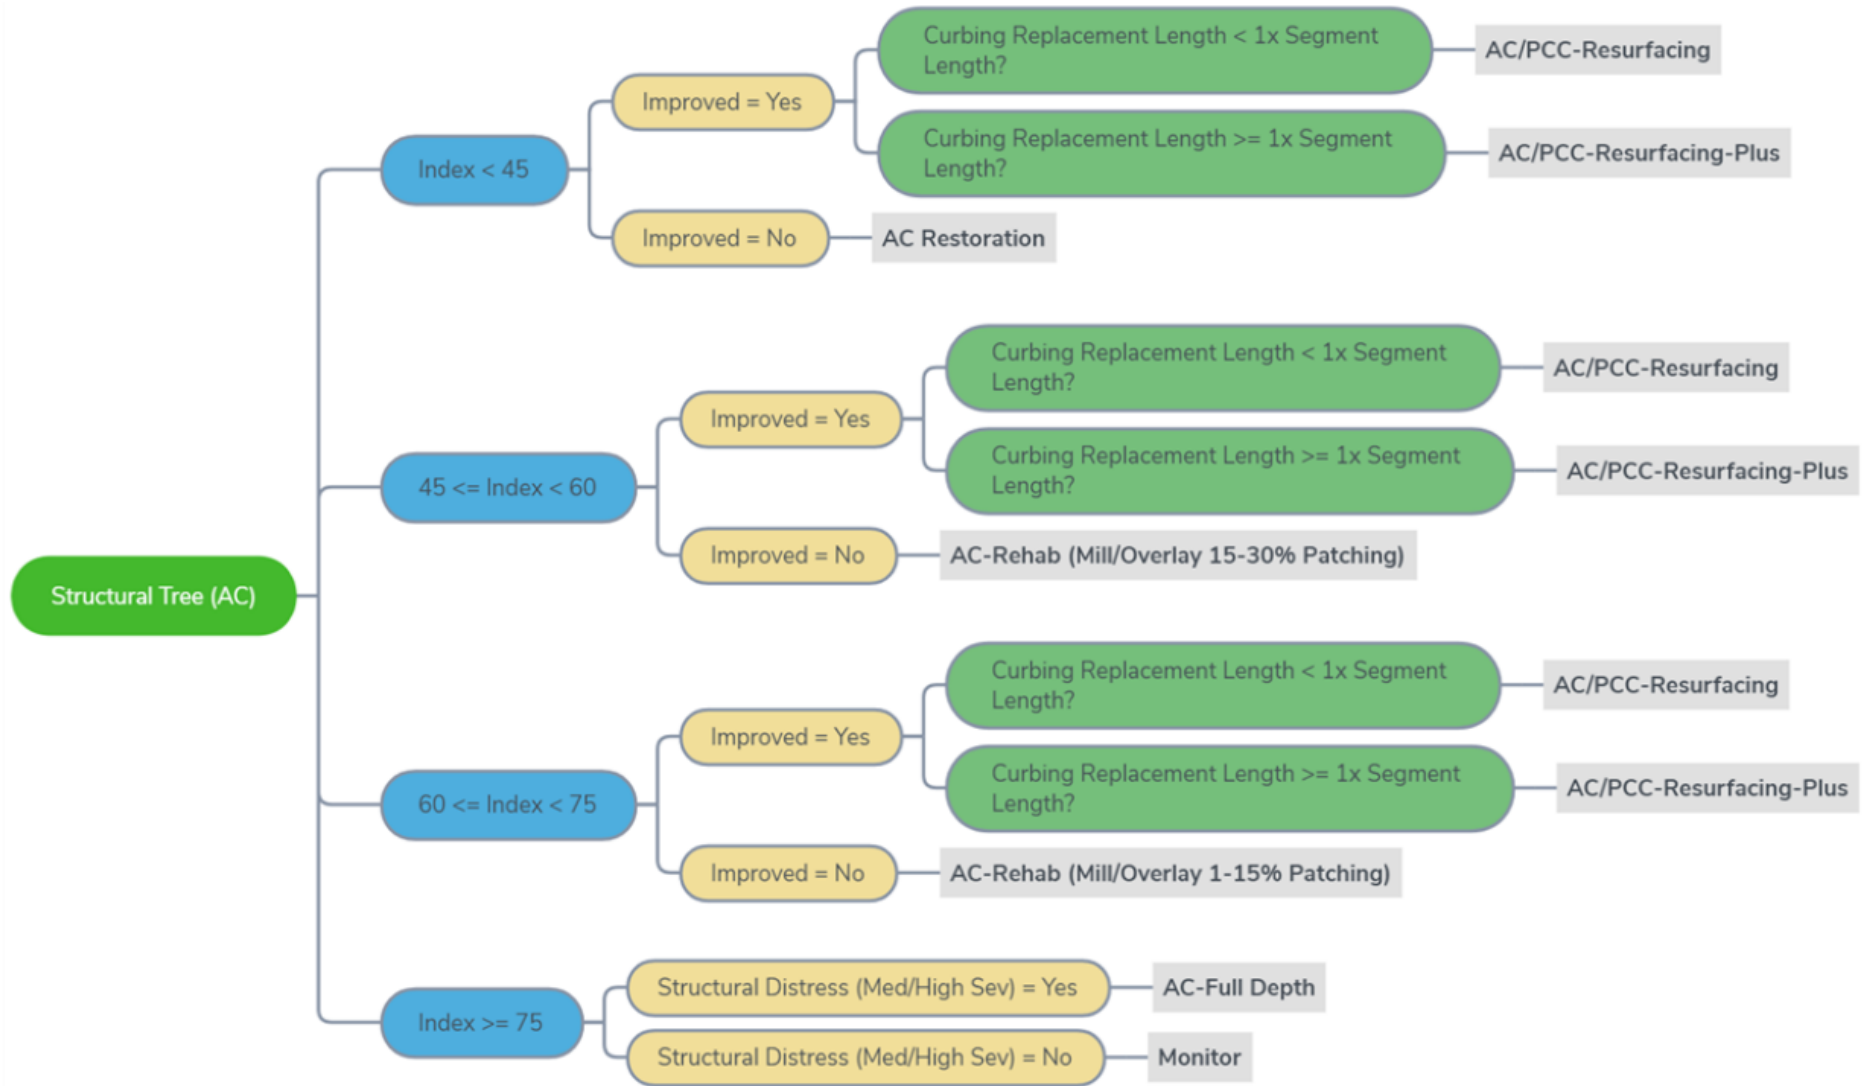 Curbing Replacement Length < 1x Segment
Length?
AC/PCC-Resurfacing
Improved = Yes
Curbing Replacement Length >= 1x Segment
Length?
AC/PCC-Resurfacing-Plus
Index < 45
Improved = No
AC Restoration
Curbing Replacement Length < 1x Segment
Length?
AC/PCC-Resurfacing
Improved = Yes
Curbing Replacement Length >= 1x Segment
Length?
AC/PCC-Resurfacing-Plus
45 <= Index < 60
Improved = No
AC-Rehab (Mill/Overlay 15-30% Patching)
Structural Tree (AC)
Curbing Replacement Length < 1x Segment
Length?
AC/PCC-Resurfacing
Improved = Yes
Curbing Replacement Length >= 1x Segment
Length?
AC/PCC-Resurfacing-Plus
60 <= Index < 75
Improved = No
AC-Rehab (Mill/Overlay 1-15% Patching)
Structural Distress (Med/High Sev) = Yes
AC-Full Depth
Index >= 75
Structural Distress (Med/High Sev) = No
Monitor